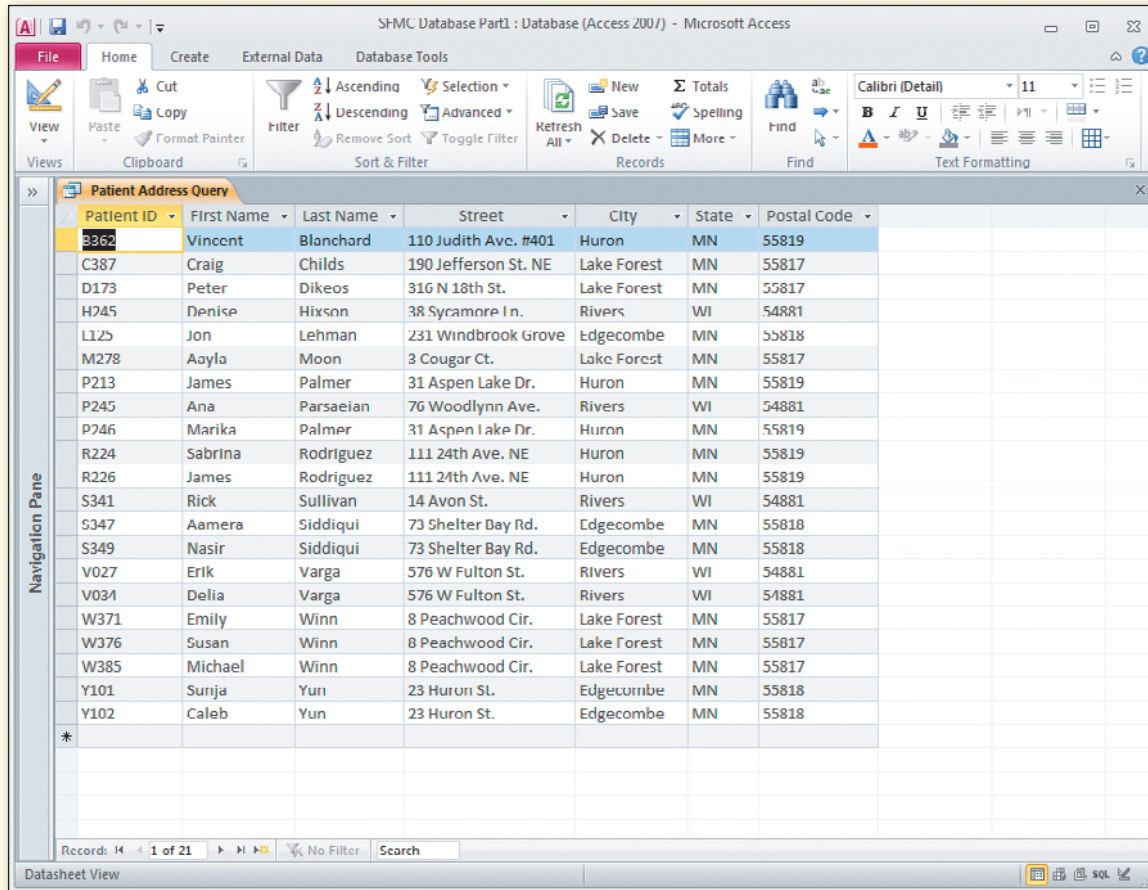 SFMC Database Part1 : Database (Access 2007) - Microsoft Access
File Home Create External Data Database Tools
View Paste Cut Copy Format Painter Filter Ascending Descending Remove Sort Selection Advanced Toggle Filter Refresh All New Save Delete Totals Spelling More Find Calibri (Detail) 11
B I U
Views Clipboard Sort & Filter Records Find Text Formatting
Patient Address Query
Patient ID First Name Last Name Street City State Postal Code
B362 Vincent Blanchard 110 Judith Ave. #401 Huron MN 55819
C387 Craig Childs 190 Jefferson St. NE Lake Forest MN 55817
D173 Peter Dikeos 316 N 18th St. Lake Forest MN 55817
H245 Denise Hixson 38 Sycamore Ln. Rivers WI 54881
L125 Jon Lehman 231 Windbrook Grove Edgecombe MN 55818
M278 Aayla Moon 3 Cougar Ct. Lake Forest MN 55817
P213 James Palmer 31 Aspen Lake Dr. Huron MN 55819
P245 Ana Parsaeian 76 Woodlynn Ave. Rivers WI 54881
P246 Marika Palmer 31 Aspen Lake Dr. Huron MN 55819
R224 Sabrina Rodriguez 111 24th Ave. NE Huron MN 55819
R226 James Rodriguez 111 24th Ave. NE Huron MN 55819
S341 Rick Sullivan 14 Avon St. Rivers WI 54881
S347 Aamera Siddiqui 73 Shelter Bay Rd. Edgecombe MN 55818
S349 Nasir Siddiqui 73 Shelter Bay Rd. Edgecombe MN 55818
V027 Erik Varga 576 W Fulton St. Rivers WI 54881
V034 Delia Varga 576 W Fulton St. Rivers WI 54881
W371 Emily Winn 8 Peachwood Cir. Lake Forest MN 55817
W376 Susan Winn 8 Peachwood Cir. Lake Forest MN 55817
W385 Michael Winn 8 Peachwood Cir. Lake Forest MN 55817
Y101 Sunja Yun 23 Huron St. Edgecombe MN 55818
Y102 Caleb Yun 23 Huron St. Edgecombe MN 55818
Navigation Pane
Record: 1 of 21 No Filter Search
Datasheet View SQL